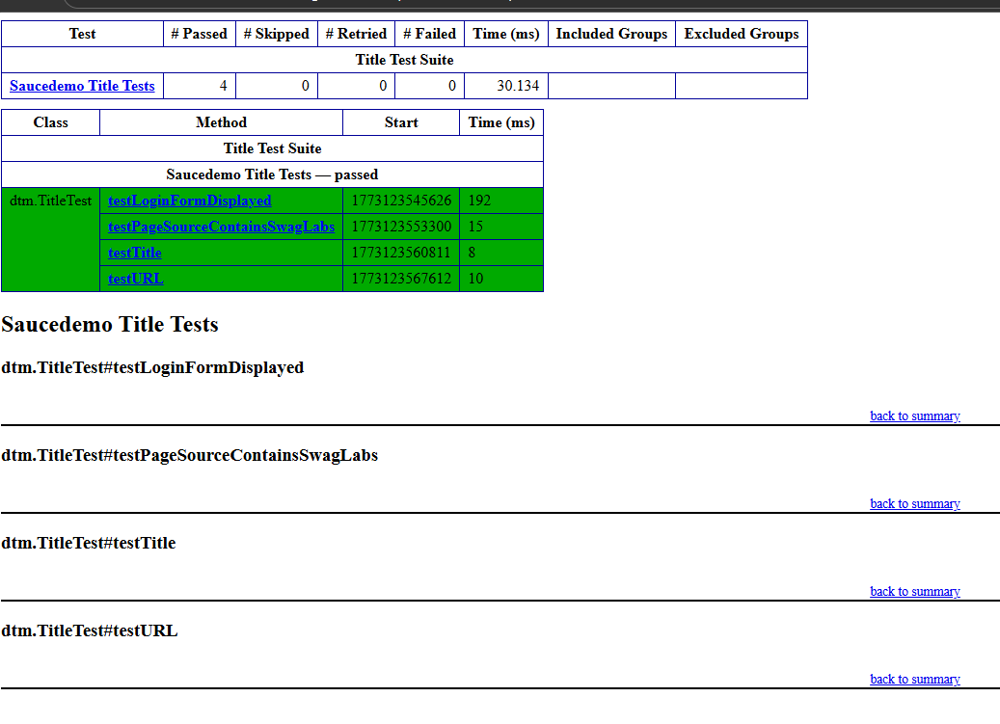 Test # Passed # Skipped # Retried # Failed Time (ms) Included Groups Excluded Groups
Title Test Suite
Saucedemo Title Tests 4 0 0 0 30.134
Class Method Start Time (ms)
Title Test Suite
Saucedemo Title Tests — passed
dtm.TitleTest testLoginFormDisplayed 1773123545626 192
testPageSourceContainsSwagLabs 1773123553300 15
testTitle 1773123560811 8
testURL 1773123567612 10
Saucedemo Title Tests
dtm.TitleTest#testLoginFormDisplayed
back to summary
dtm.TitleTest#testPageSourceContainsSwagLabs
back to summary
dtm.TitleTest#testTitle
back to summary
dtm.TitleTest#testURL
back to summary